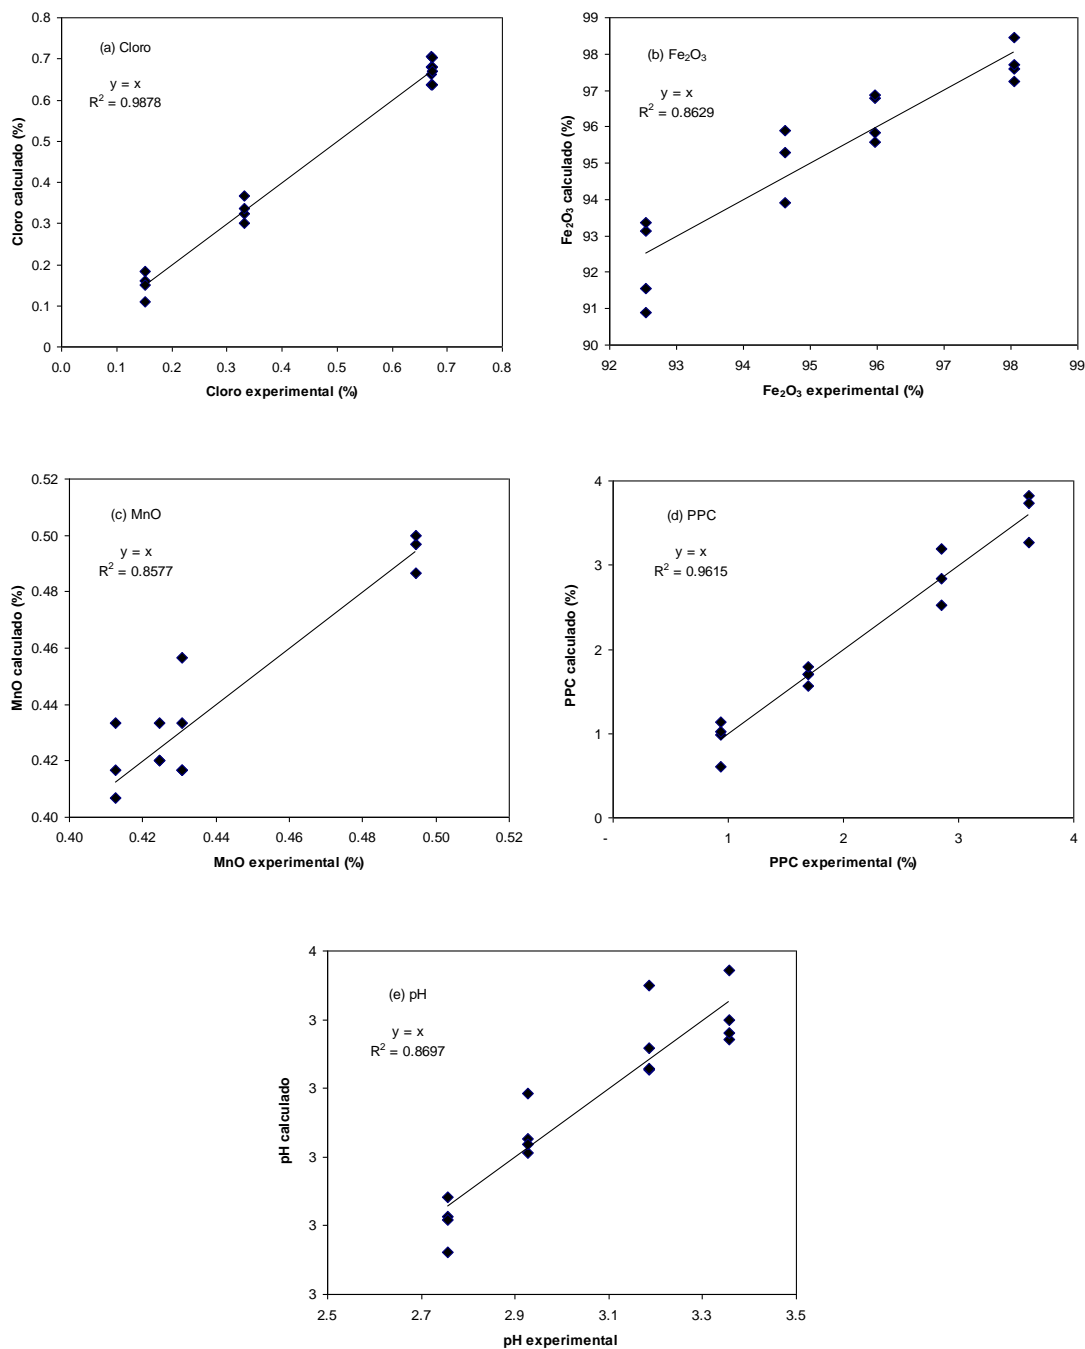 (a) Cloro
y = x
R² = 0.9878
0.8
0.7
0.6
0.5
0.4
0.3
0.2
0.1
0
0.0 0.1 0.2 0.3 0.4 0.5 0.6 0.7 0.8
Cloro calculado (%)
Cloro experimental (%)
(b) Fe₂O₃
y = x
R² = 0.8629
99
98
97
96
95
94
93
92
91
90
92 93 94 95 96 97 98 99
Fe₂O₃ calculado (%)
Fe₂O₃ experimental (%)
(c) MnO
y = x
R² = 0.8577
0.52
0.50
0.48
0.46
0.44
0.42
0.40
0.40 0.42 0.44 0.46 0.48 0.50 0.52
MnO calculado (%)
MnO experimental (%)
(d) PPC
y = x
R² = 0.9615
4
3
2
1
0
- 1 2 3 4
PPC calculado (%)
PPC experimental (%)
(e) pH
y = x
R² = 0.8697
4
3
3
3
3
3
2.5 2.7 2.9 3.1 3.3 3.5
pH calculado
pH experimental